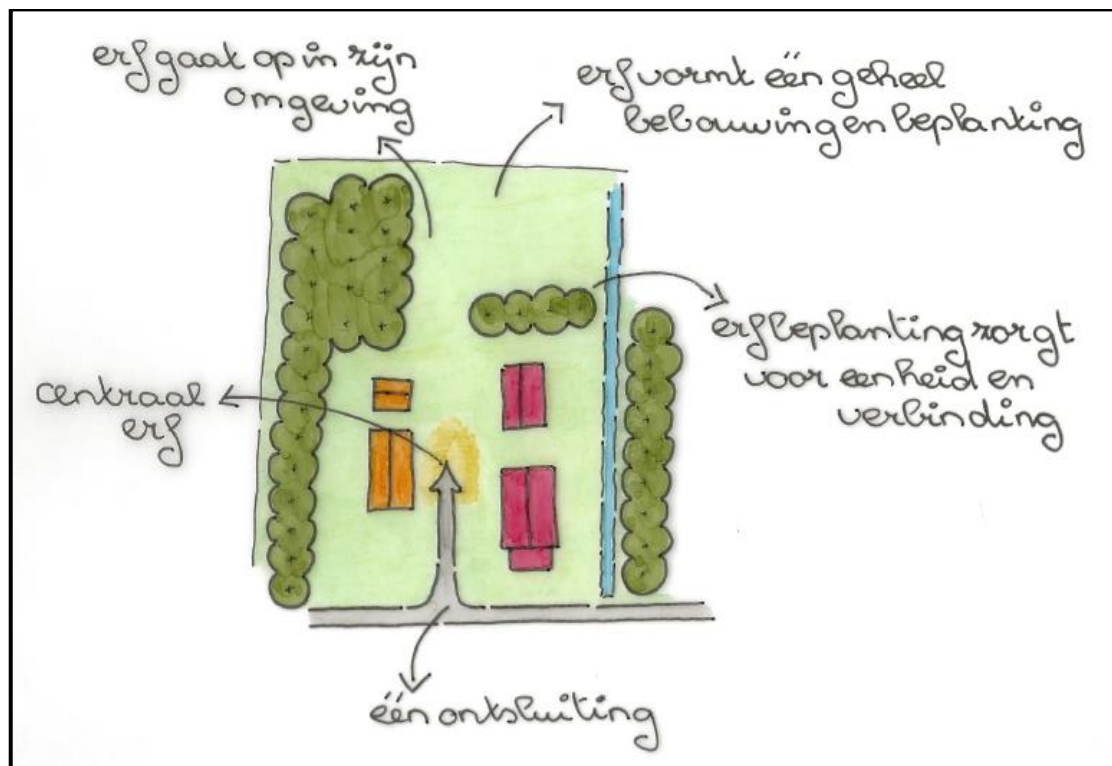 erf gaat op in zijn
omgeving
erf vormt één geheel
bebouwing en beplanting
erfbeplanting zorgt
voor eenheid en
verbinding
centraal
erf
één ontsluiting